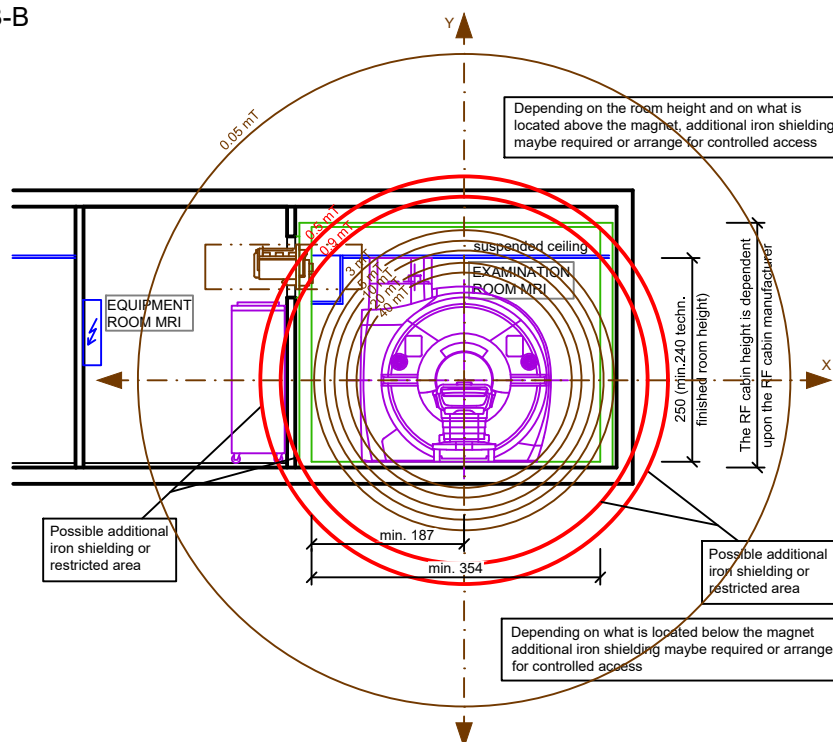 B-B
Y
0.05 mT
Depending on the room height and on what is
located above the magnet, additional iron shielding
maybe required or arrange for controlled access
0.5 mT
0.9 mT
suspended ceiling
3 mT
5 mT
10 mT
20 mT
40 mT
EXAMINATION
ROOM MRI
EQUIPMENT
ROOM MRI
250 (min.240 techn.
finished room height)
The RF cabin height is dependent
upon the RF cabin manufacturer
X
Possible additional
iron shielding or
restricted area
min. 187
min. 354
Possible additional
iron shielding or
restricted area
Depending on what is located below the magnet
additional iron shielding maybe required or arrange
for controlled access